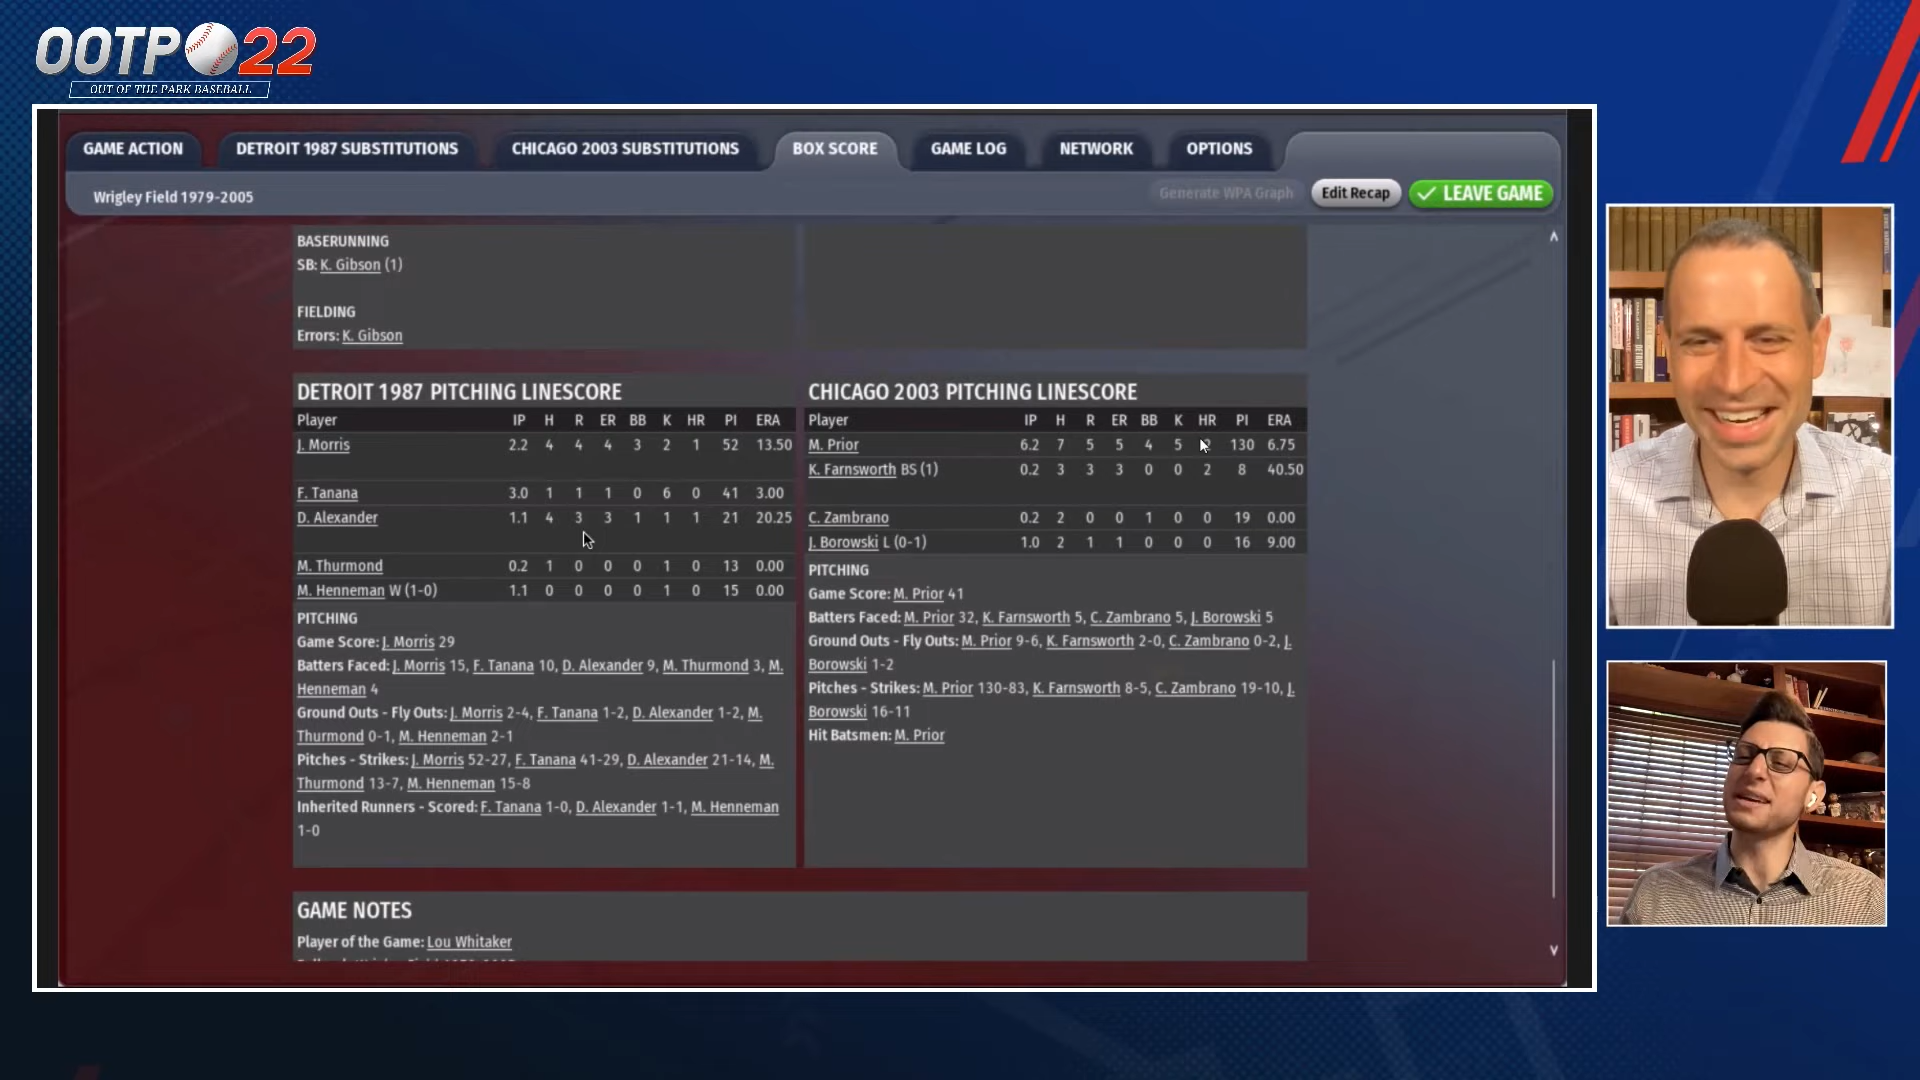 OOTP 22
OUT OF THE PARK BASEBALL
GAME ACTION
DETROIT 1987 SUBSTITUTIONS
CHICAGO 2003 SUBSTITUTIONS
BOX SCORE
GAME LOG
NETWORK
OPTIONS
Wrigley Field 1979-2005
Generate WPA Graph
Edit Recap
LEAVE GAME
BASERUNNING
SB: K. Gibson (1)
FIELDING
Errors: K. Gibson
DETROIT 1987 PITCHING LINESCORE
Player IP H R ER BB K HR PI ERA
J. Morris 2.2 4 4 4 3 2 1 52 13.50
F. Tanana 3.0 1 1 1 0 6 0 41 3.00
D. Alexander 1.1 4 3 3 1 1 1 21 20.25
M. Thurmond 0.2 1 0 0 0 1 0 13 0.00
M. Henneman W (1-0) 1.1 0 0 0 0 1 0 15 0.00
PITCHING
Game Score: J. Morris 29
Batters Faced: J. Morris 15, F. Tanana 10, D. Alexander 9, M. Thurmond 3, M.
Henneman 4
Ground Outs - Fly Outs: J. Morris 2-4, F. Tanana 1-2, D. Alexander 1-2, M.
Thurmond 0-1, M. Henneman 2-1
Pitches - Strikes: J. Morris 52-27, F. Tanana 41-29, D. Alexander 21-14, M.
Thurmond 13-7, M. Henneman 15-8
Inherited Runners - Scored: F. Tanana 1-0, D. Alexander 1-1, M. Henneman
1-0
CHICAGO 2003 PITCHING LINESCORE
Player IP H R ER BB K HR PI ERA
M. Prior 6.2 7 5 5 4 5 130 6.75
K. Farnsworth BS (1) 0.2 3 3 3 0 0 2 8 40.50
C. Zambrano 0.2 2 0 0 1 0 0 19 0.00
J. Borowski L (0-1) 1.0 2 1 1 0 0 0 16 9.00
PITCHING
Game Score: M. Prior 41
Batters Faced: M. Prior 32, K. Farnsworth 5, C. Zambrano 5, J. Borowski 5
Ground Outs - Fly Outs: M. Prior 9-6, K. Farnsworth 2-0, C. Zambrano 0-2, J.
Borowski 1-2
Pitches - Strikes: M. Prior 130-83, K. Farnsworth 8-5, C. Zambrano 19-10, J.
Borowski 16-11
Hit Batsmen: M. Prior
GAME NOTES
Player of the Game: Lou Whitaker